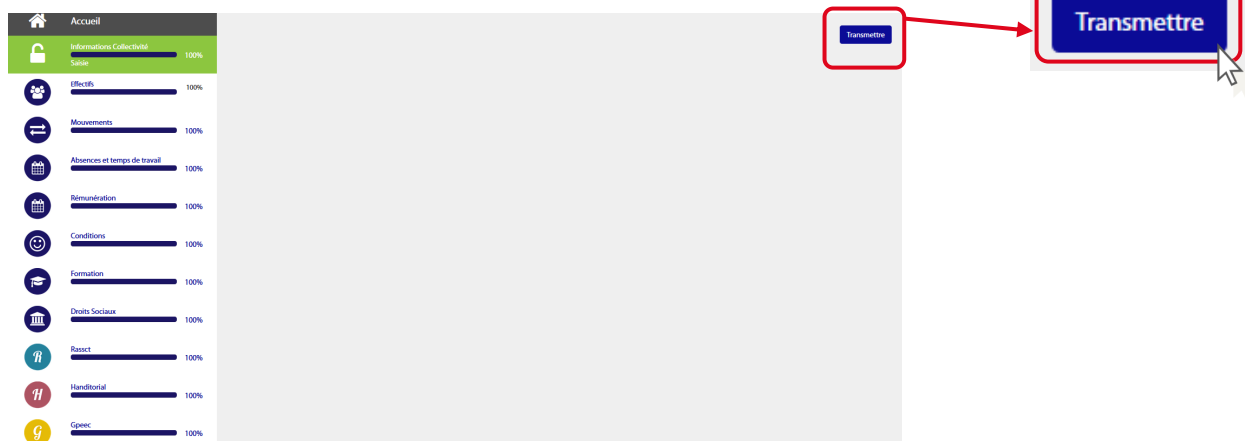 Accueil
Informations Collectivité
100%
Saisie
Effectifs
100%
Mouvements
100%
Absences et temps de travail
100%
Rémunération
100%
Conditions
100%
Formation
100%
Droits Sociaux
100%
R
Rassct
100%
H
Handitorial
100%
G
Gpeec
100%
Transmettre
Transmettre